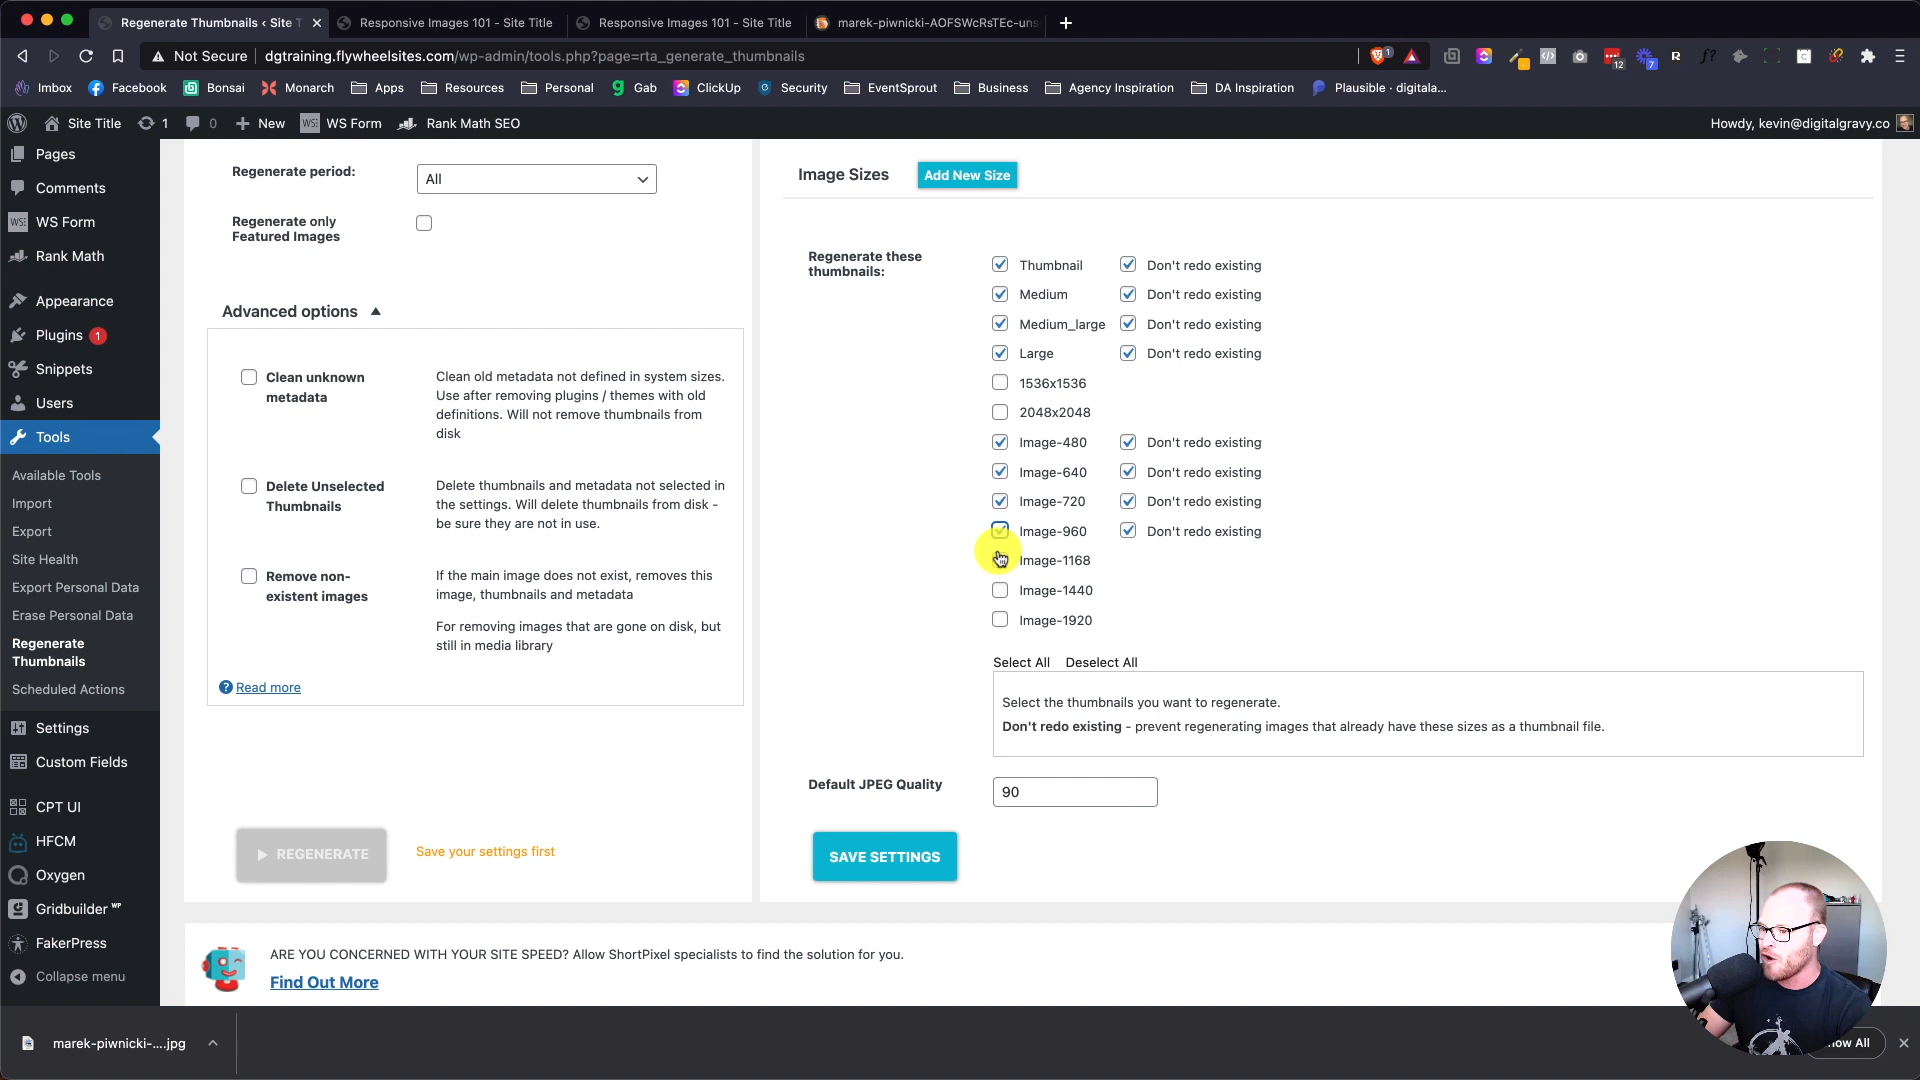 Regenerate Thumbnails ‹ Site T
Responsive Images 101 - Site Title
Responsive Images 101 - Site Title
marek-piwnicki-AOFSWcRsTEc-uns
Not Secure
dgtraining.flywheelsites.com/wp-admin/tools.php?page=rta_generate_thumbnails
1
12
7
R
f?
Imbox
Facebook
Bonsai
Monarch
Apps
Resources
Personal
Gab
ClickUp
Security
EventSprout
Business
Agency Inspiration
DA Inspiration
Plausible · digitala...
Site Title
1
0
New
WS Form
Rank Math SEO
Howdy, kevin@digitalgravy.co
Pages
Comments
WS Form
Rank Math
Appearance
Plugins 1
Snippets
Users
Tools
Available Tools
Import
Export
Site Health
Export Personal Data
Erase Personal Data
Regenerate
Thumbnails
Scheduled Actions
Settings
Custom Fields
CPT UI
HFCM
Oxygen
Gridbuilder WP
FakerPress
Collapse menu
Regenerate period:
All
Regenerate only
Featured Images
Advanced options
Clean unknown
metadata
Clean old metadata not defined in system sizes.
Use after removing plugins / themes with old
definitions. Will not remove thumbnails from
disk
Delete Unselected
Thumbnails
Delete thumbnails and metadata not selected in
the settings. Will delete thumbnails from disk -
be sure they are not in use.
Remove non-
existent images
If the main image does not exist, removes this
image, thumbnails and metadata
For removing images that are gone on disk, but
still in media library
Read more
REGENERATE
Save your settings first
Image Sizes
Add New Size
Regenerate these
thumbnails:
Thumbnail Don't redo existing
Medium Don't redo existing
Medium_large Don't redo existing
Large Don't redo existing
1536x1536
2048x2048
Image-480 Don't redo existing
Image-640 Don't redo existing
Image-720 Don't redo existing
Image-960 Don't redo existing
Image-1168
Image-1440
Image-1920
Select All Deselect All
Select the thumbnails you want to regenerate.
Don't redo existing - prevent regenerating images that already have these sizes as a thumbnail file.
Default JPEG Quality
90
SAVE SETTINGS
ARE YOU CONCERNED WITH YOUR SITE SPEED? Allow ShortPixel specialists to find the solution for you.
Find Out More
marek-piwnicki-....jpg
All